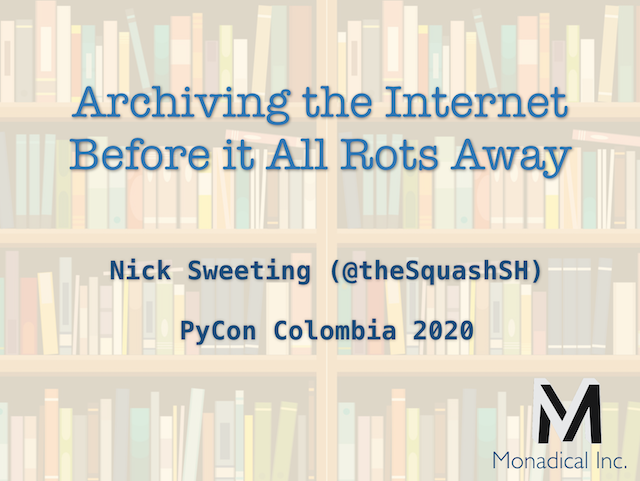 Archiving the Internet
Before it All Rots Away
Nick Sweeting (@theSquashSH)
PyCon Colombia 2020
M
Monadical Inc.